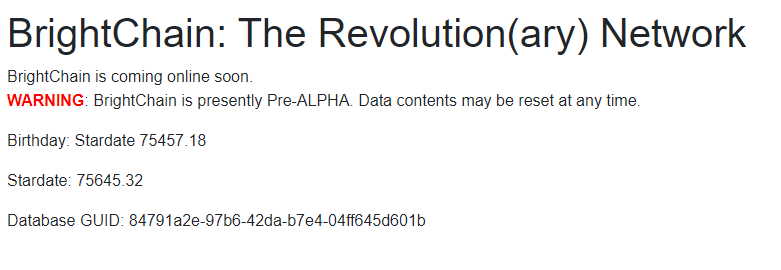 BrightChain: The Revolution(ary) Network
BrightChain is coming online soon.
WARNING: BrightChain is presently Pre-ALPHA. Data contents may be reset at any time.
Birthday: Stardate 75457.18
Stardate: 75645.32
Database GUID: 84791a2e-97b6-42da-b7e4-04ff645d601b